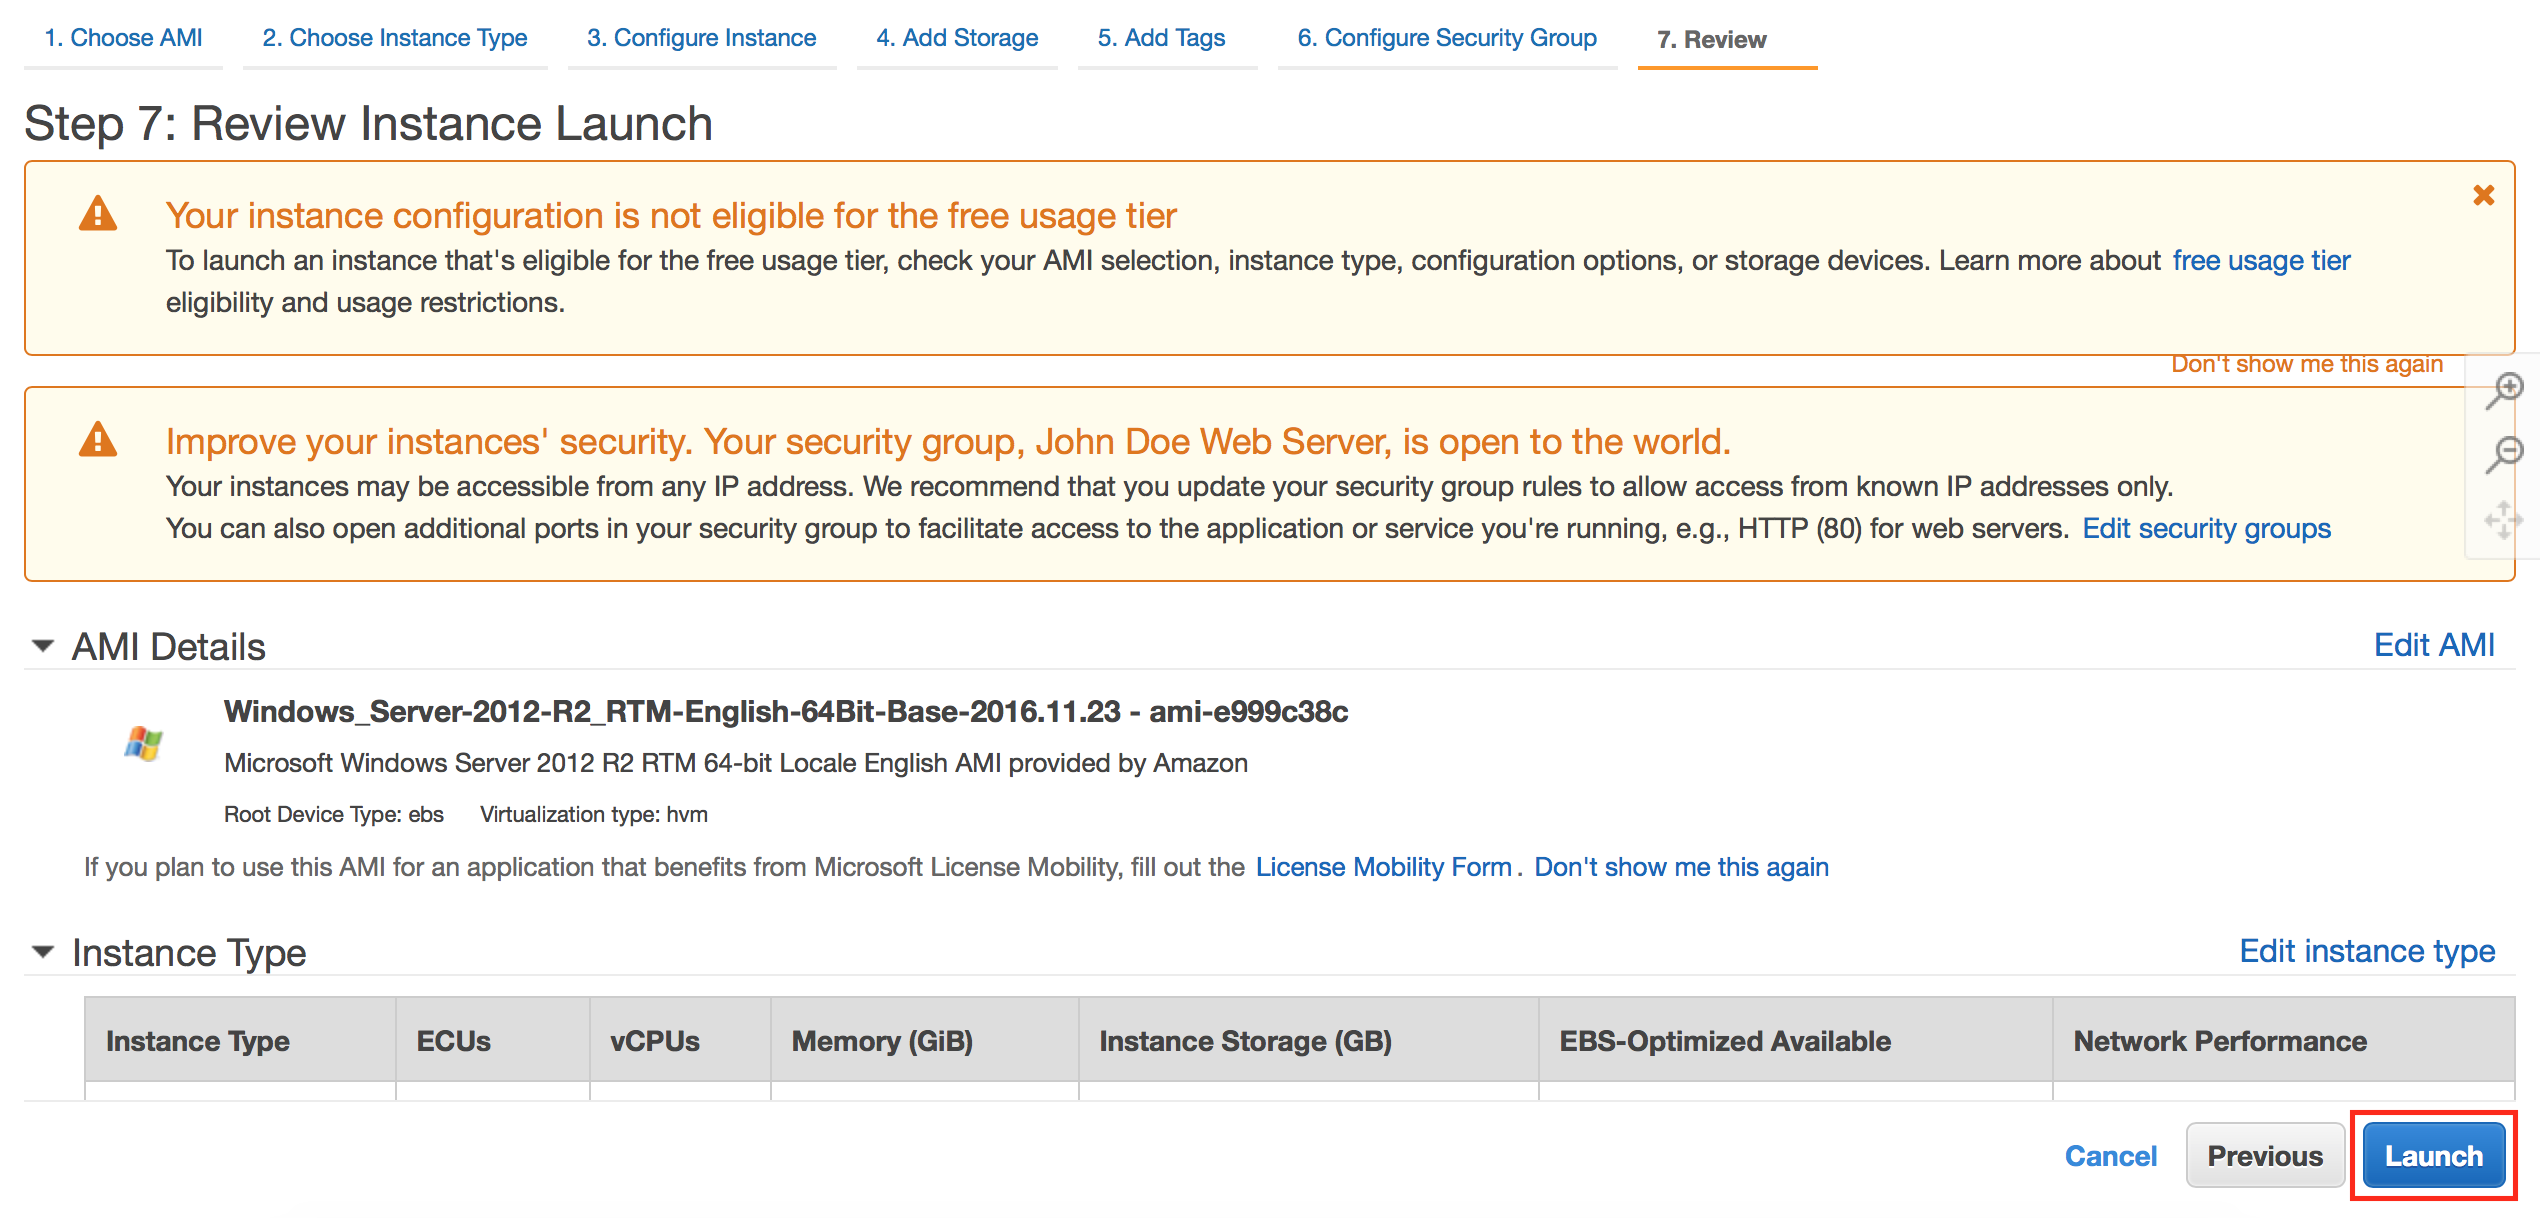 1. Choose AMI 2. Choose Instance Type 3. Configure Instance 4. Add Storage 5. Add Tags 6. Configure Security Group 7. Review
Step 7: Review Instance Launch
Your instance configuration is not eligible for the free usage tier
To launch an instance that's eligible for the free usage tier, check your AMI selection, instance type, configuration options, or storage devices. Learn more about free usage tier
eligibility and usage restrictions.
Don't show me this again
Improve your instances' security. Your security group, John Doe Web Server, is open to the world.
Your instances may be accessible from any IP address. We recommend that you update your security group rules to allow access from known IP addresses only.
You can also open additional ports in your security group to facilitate access to the application or service you're running, e.g., HTTP (80) for web servers. Edit security groups
AMI Details Edit AMI
Windows_Server-2012-R2_RTM-English-64Bit-Base-2016.11.23 - ami-e999c38c
Microsoft Windows Server 2012 R2 RTM 64-bit Locale English AMI provided by Amazon
Root Device Type: ebs Virtualization type: hvm
If you plan to use this AMI for an application that benefits from Microsoft License Mobility, fill out the License Mobility Form . Don't show me this again
Instance Type Edit instance type
Instance Type ECUs vCPUs Memory (GiB) Instance Storage (GB) EBS-Optimized Available Network Performance
Cancel Previous Launch